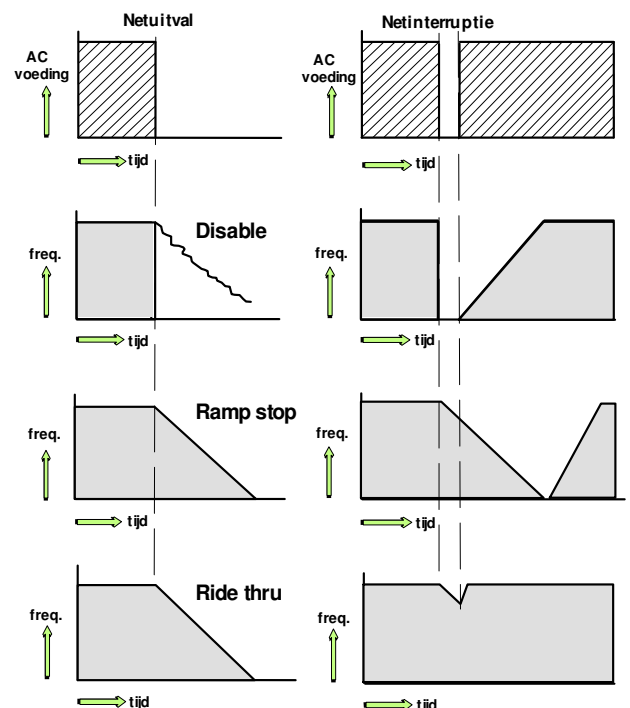 Netuitval
Netinterruptie
AC
voeding
AC
voeding
tijd
tijd
Disable
freq.
freq.
tijd
tijd
Ramp stop
freq.
freq.
tijd
tijd
Ride thru
freq.
freq.
tijd
tijd